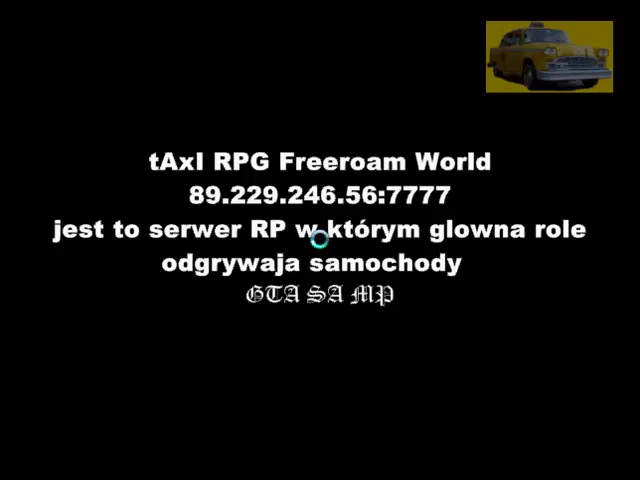 tAxI RPG Freeroam World
89.229.246.56:7777
jest to serwer RP w którym glowna role
odgrywaja samochody
GTA SA MP